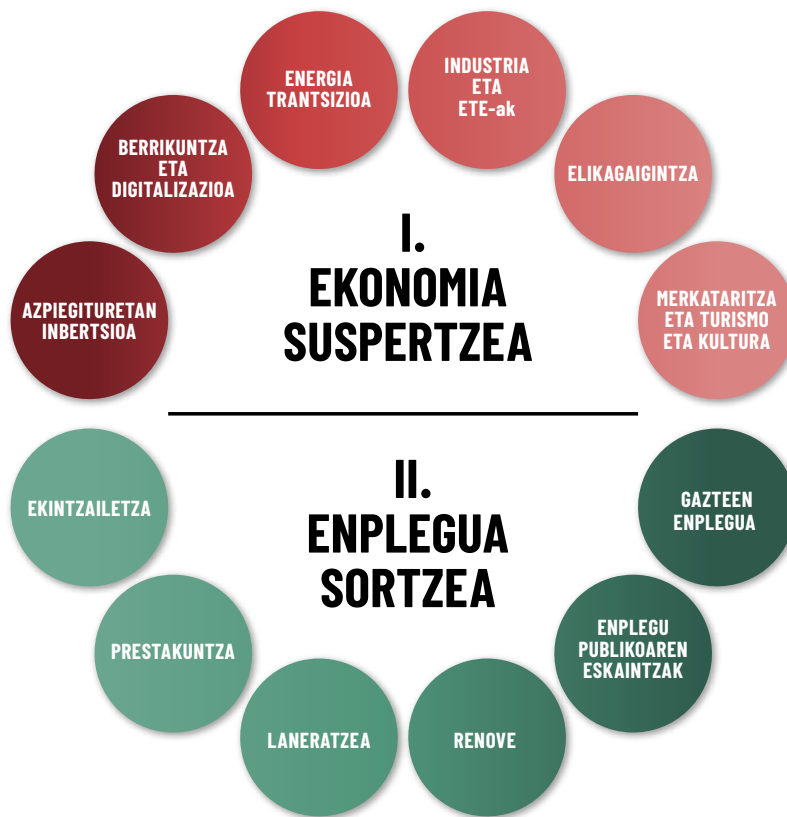 ENERGIA
TRANTSIZIOA
INDUSTRIA
ETA
ETE-ak
BERRIKUNTZA
ETA
DIGITALIZAZIOA
ELIKAGAIGINTZA
I.
EKONOMIA
SUSPERTZEA
AZPIEGITURETAN
INBERTSIOA
MERKATARITZA
ETA TURISMO
ETA KULTURA
II.
ENPLEGUA
SORTZEA
EKINTZAILETZA
GAZTEEN
ENPLEGUA
PRESTAKUNTZA
ENPLEGU
PUBLIKOAREN
ESKAINTZAK
LANERATZEA
RENOVE